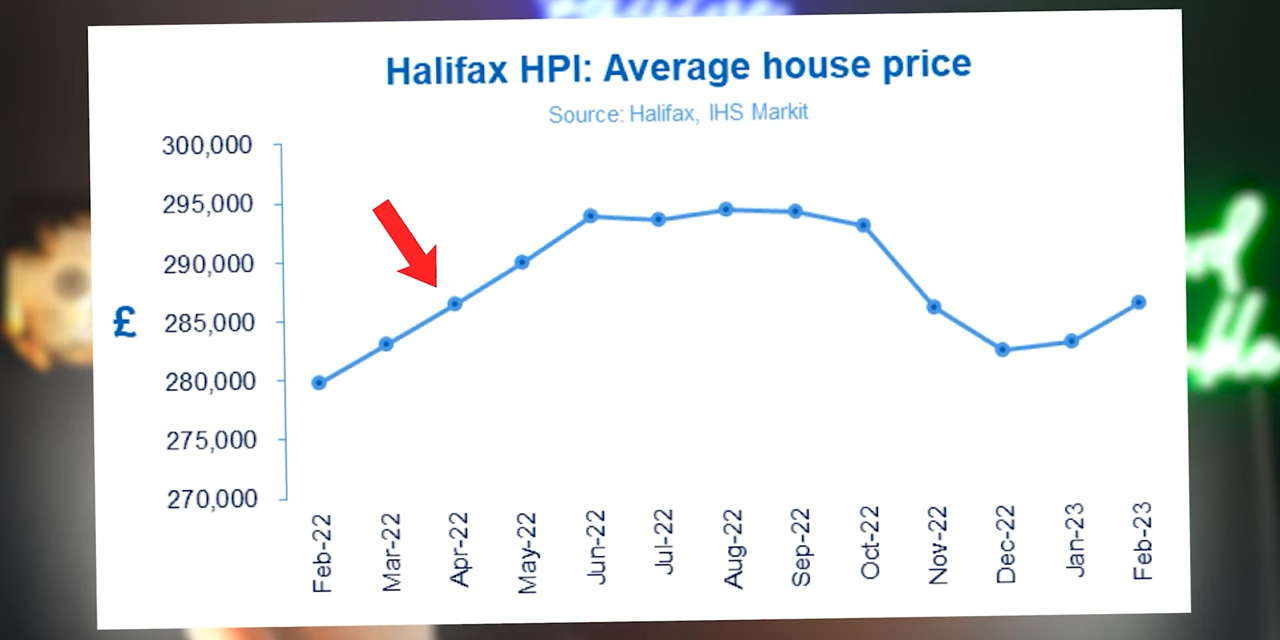 Halifax HPI: Average house price
Source: Halifax, IHS Markit
300,000
295,000
290,000
£
285,000
280,000
275,000
270,000
Feb-22
Mar-22
Apr-22
May-22
Jun-22
Jul-22
Aug-22
Sep-22
Oct-22
Nov-22
Dec-22
Jan-23
Feb-23